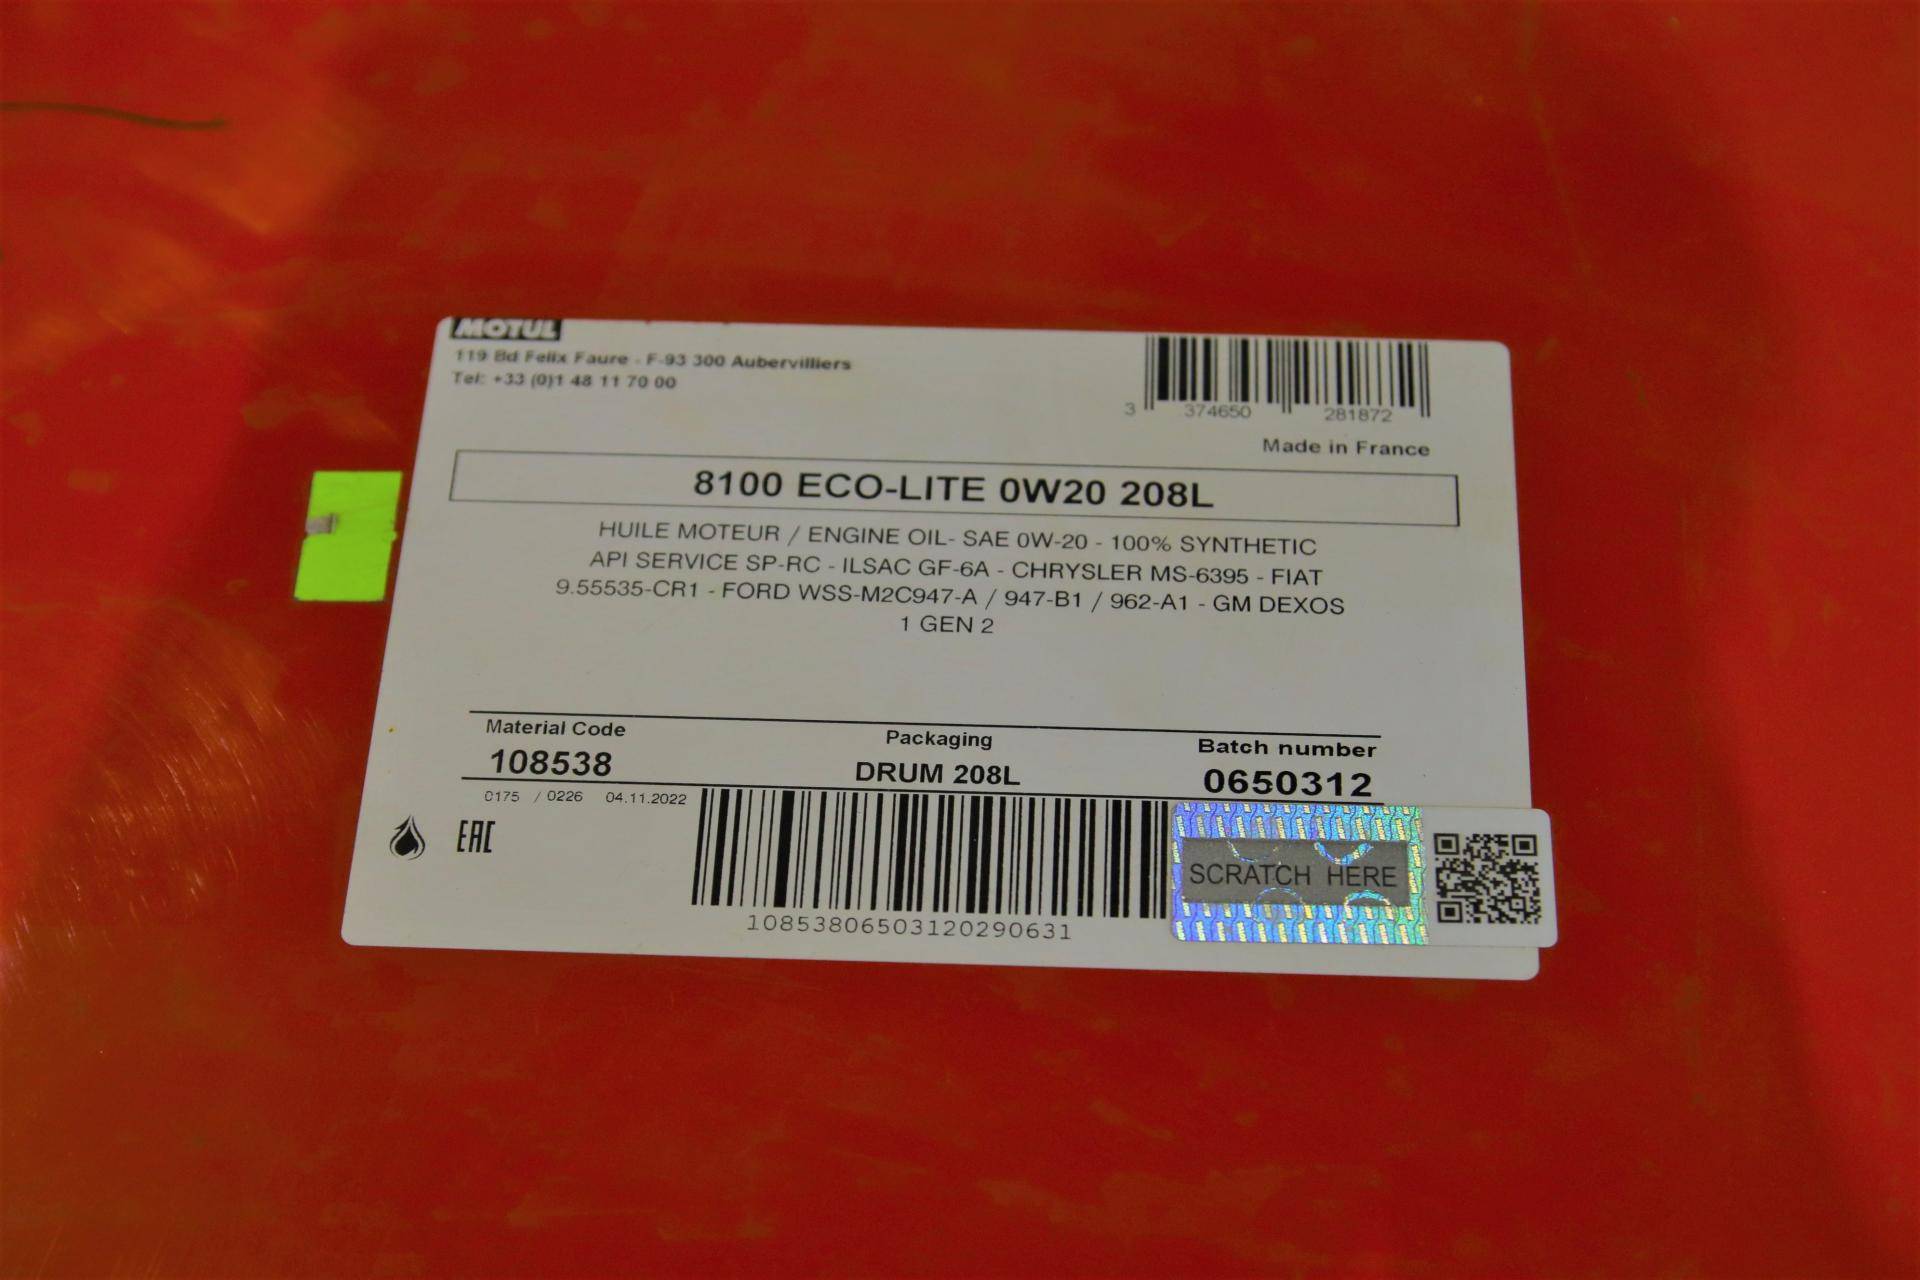 MOTUL
119 Bd Felix Faure - F-93 300 Aubervilliers
Tel: +33 (0)1 48 11 70 00
3 374650 281872
Made in France
8100 ECO-LITE 0W20 208L
HUILE MOTEUR / ENGINE OIL- SAE 0W-20 - 100% SYNTHETIC
API SERVICE SP-RC - ILSAC GF-6A - CHRYSLER MS-6395 - FIAT
9.55535-CR1 - FORD WSS-M2C947-A / 947-B1 / 962-A1 - GM DEXOS
1 GEN 2
Material Code Packaging Batch number
108538 DRUM 208L 0650312
0175 / 0226 04.11.2022
EAC
SCRATCH HERE
10853806503120290631